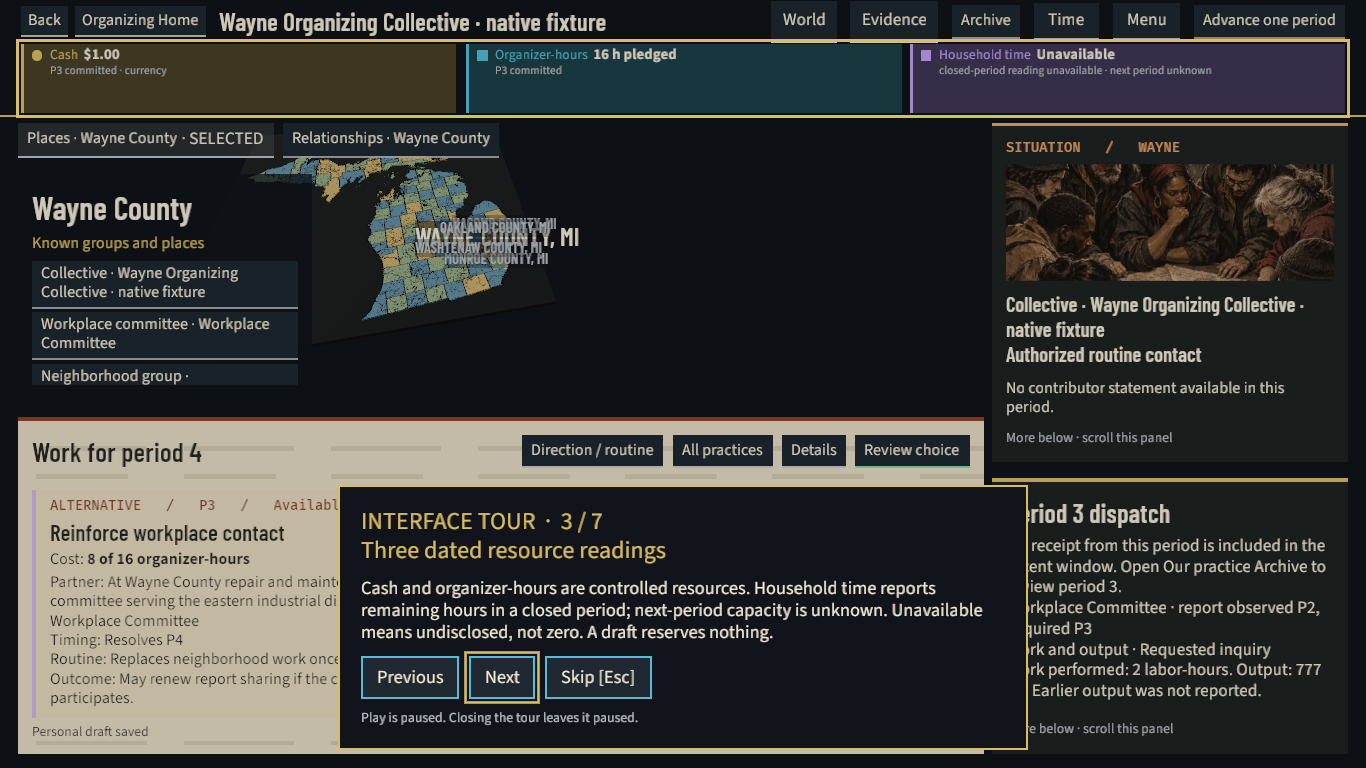 Back
Organizing Home
Wayne Organizing Collective · native fixture
World
Evidence
Archive
Time
Menu
Advance one period
Cash $1.00
P3 committed · currency
Organizer-hours 16 h pledged
P3 committed
Household time Unavailable
closed-period reading unavailable · next period unknown
Places · Wayne County · SELECTED
Relationships · Wayne County
Wayne County
Known groups and places
Collective · Wayne Organizing
Collective · native fixture
Workplace committee · Workplace
Committee
Neighborhood group ·
OAKLAND COUNTY, MI
WAYNE COUNTY, MI
WASHTENAW COUNTY, MI
MONROE COUNTY, MI
SITUATION / WAYNE
Collective · Wayne Organizing Collective ·
native fixture
Authorized routine contact
No contributor statement available in this
period.
More below · scroll this panel
Work for period 4
Direction / routine
All practices
Details
Review choice
ALTERNATIVE / P3 / Availabl
Reinforce workplace contact
Cost: 8 of 16 organizer-hours
Partner: At Wayne County repair and mainte
committee serving the eastern industrial di
Workplace Committee
Timing: Resolves P4
Routine: Replaces neighborhood work once
Outcome: May renew report sharing if the c
participates.
Personal draft saved
INTERFACE TOUR · 3 / 7
Three dated resource readings
Cash and organizer-hours are controlled resources. Household time reports
remaining hours in a closed period; next-period capacity is unknown. Unavailable
means undisclosed, not zero. A draft reserves nothing.
Previous
Next
Skip [Esc]
Play is paused. Closing the tour leaves it paused.
eriod 3 dispatch
receipt from this period is included in the
ent window. Open Our practice Archive to
iew period 3.
rkplace Committee · report observed P2,
quired P3
rk and output · Requested inquiry
rk performed: 2 labor-hours. Output: 777
Earlier output was not reported.
re below · scroll this panel